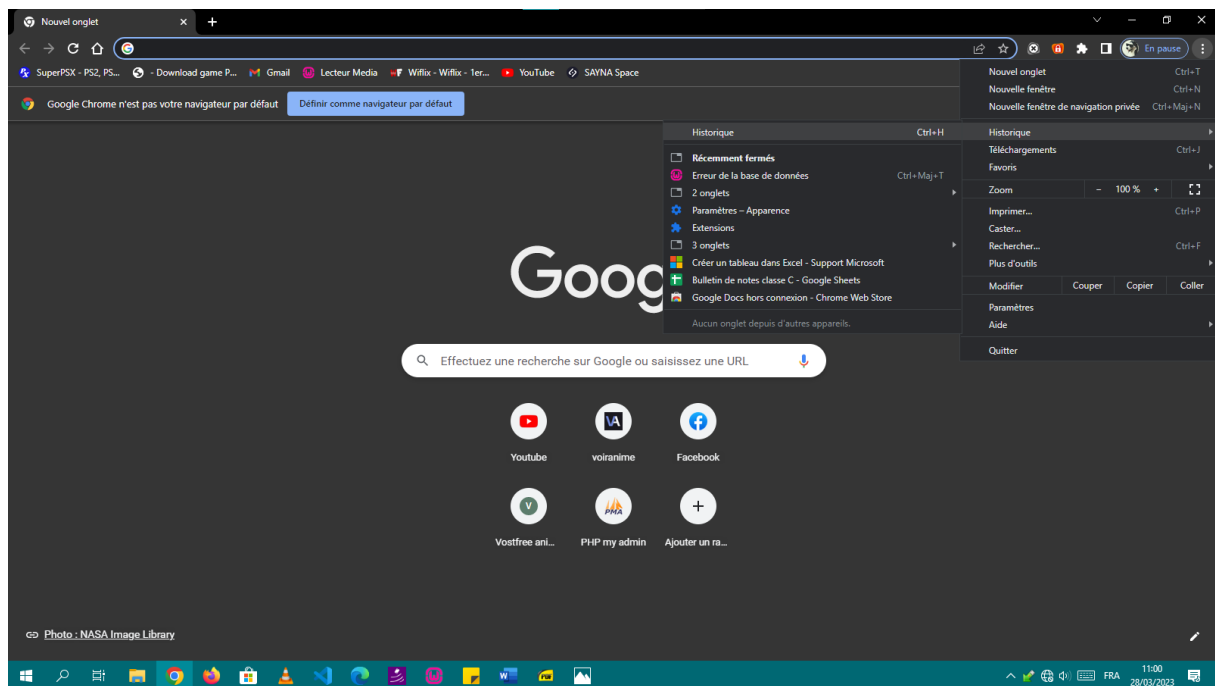 Nouvel onglet
En pause
SuperPSX - PS2, PS...
- Download game P...
Gmail
Lecteur Media
Wiflix - Wiflix - 1er...
YouTube
SAYNA Space
Google Chrome n'est pas votre navigateur par défaut
Définir comme navigateur par défaut
Nouvel onglet Ctrl+T
Nouvelle fenêtre Ctrl+N
Nouvelle fenêtre de navigation privée Ctrl+Maj+N
Historique
Téléchargements Ctrl+J
Favoris
Zoom - 100 % +
Imprimer... Ctrl+P
Caster...
Rechercher... Ctrl+F
Plus d'outils
Modifier Couper Copier Coller
Paramètres
Aide
Quitter
Historique Ctrl+H
Récemment fermés
Erreur de la base de données Ctrl+Maj+T
2 onglets
Paramètres – Apparence
Extensions
3 onglets
Créer un tableau dans Excel - Support Microsoft
Bulletin de notes classe C - Google Sheets
Google Docs hors connexion - Chrome Web Store
Aucun onglet depuis d'autres appareils.
Goog
Effectuez une recherche sur Google ou saisissez une URL
Youtube
VA
voiranime
Facebook
V
Vostfree ani...
PMA
PHP my admin
Ajouter un ra...
Photo : NASA Image Library
FRA
11:00
28/03/2023